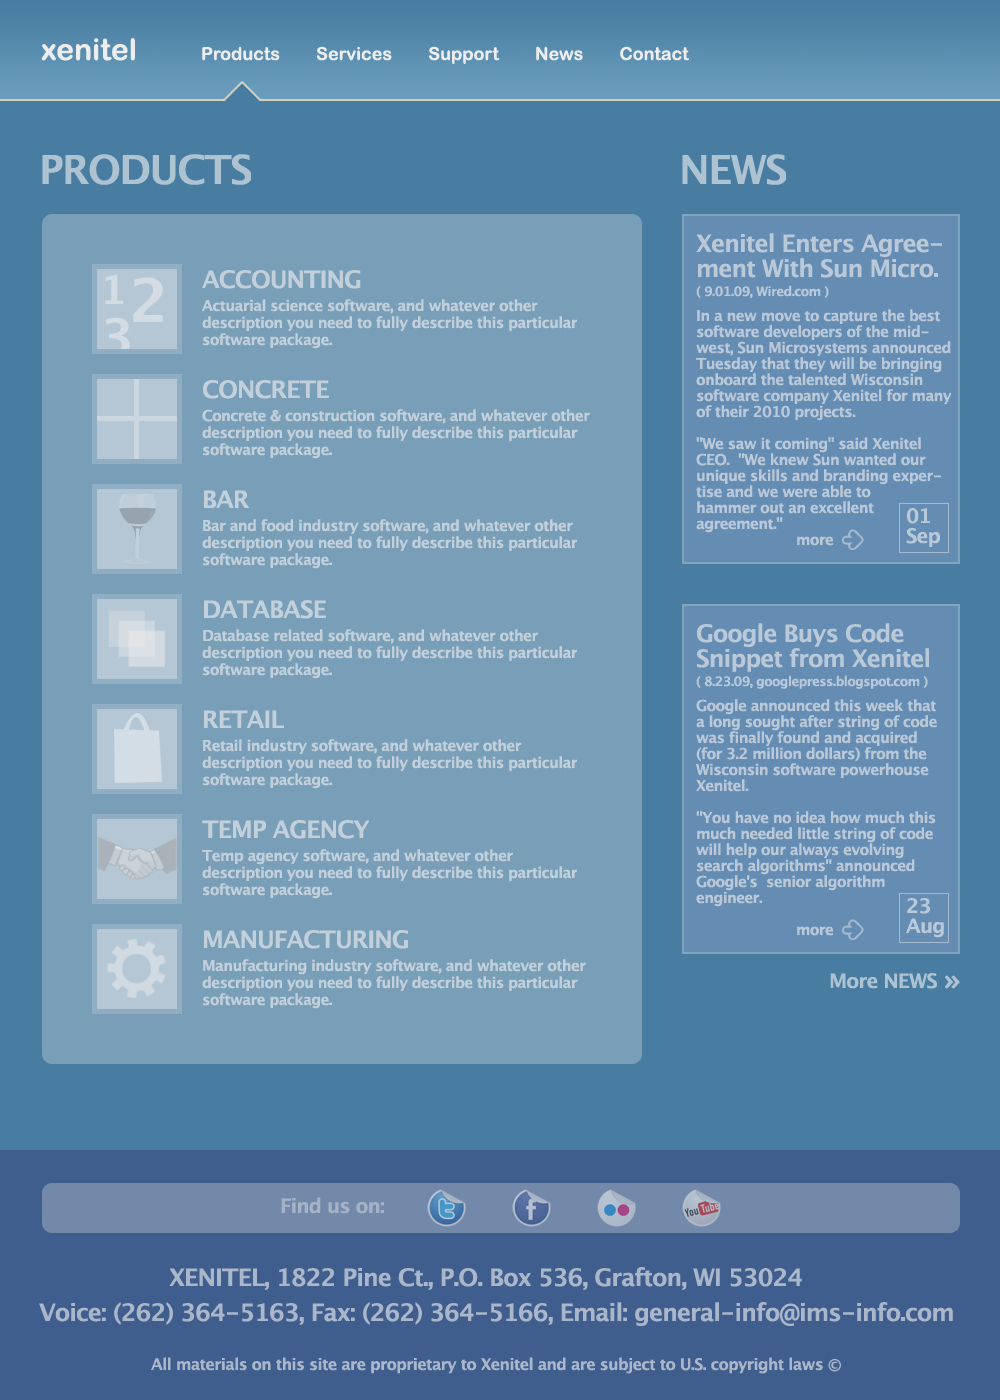 xenitel
Products Services Support News Contact
PRODUCTS
1 2
3
ACCOUNTING
Actuarial science software, and whatever other
description you need to fully describe this particular
software package.
CONCRETE
Concrete & construction software, and whatever other
description you need to fully describe this particular
software package.
BAR
Bar and food industry software, and whatever other
description you need to fully describe this particular
software package.
DATABASE
Database related software, and whatever other
description you need to fully describe this particular
software package.
RETAIL
Retail industry software, and whatever other
description you need to fully describe this particular
software package.
TEMP AGENCY
Temp agency software, and whatever other
description you need to fully describe this particular
software package.
MANUFACTURING
Manufacturing industry software, and whatever other
description you need to fully describe this particular
software package.
NEWS
Xenitel Enters Agree-
ment With Sun Micro.
( 9.01.09, Wired.com )
In a new move to capture the best
software developers of the mid-
west, Sun Microsystems announced
Tuesday that they will be bringing
onboard the talented Wisconsin
software company Xenitel for many
of their 2010 projects.
"We saw it coming" said Xenitel
CEO.  "We knew Sun wanted our
unique skills and branding exper-
tise and we were able to
hammer out an excellent
agreement."
more
01
Sep
Google Buys Code
Snippet from Xenitel
( 8.23.09, googlepress.blogspot.com )
Google announced this week that
a long sought after string of code
was finally found and acquired
(for 3.2 million dollars) from the
Wisconsin software powerhouse
Xenitel.
"You have no idea how much this
much needed little string of code
will help our always evolving
search algorithms" announced
Google's  senior algorithm
engineer.
more
23
Aug
More NEWS »
Find us on:
t f You Tube
XENITEL, 1822 Pine Ct., P.O. Box 536, Grafton, WI 53024
Voice: (262) 364-5163, Fax: (262) 364-5166, Email: general-info@ims-info.com
All materials on this site are proprietary to Xenitel and are subject to U.S. copyright laws ©